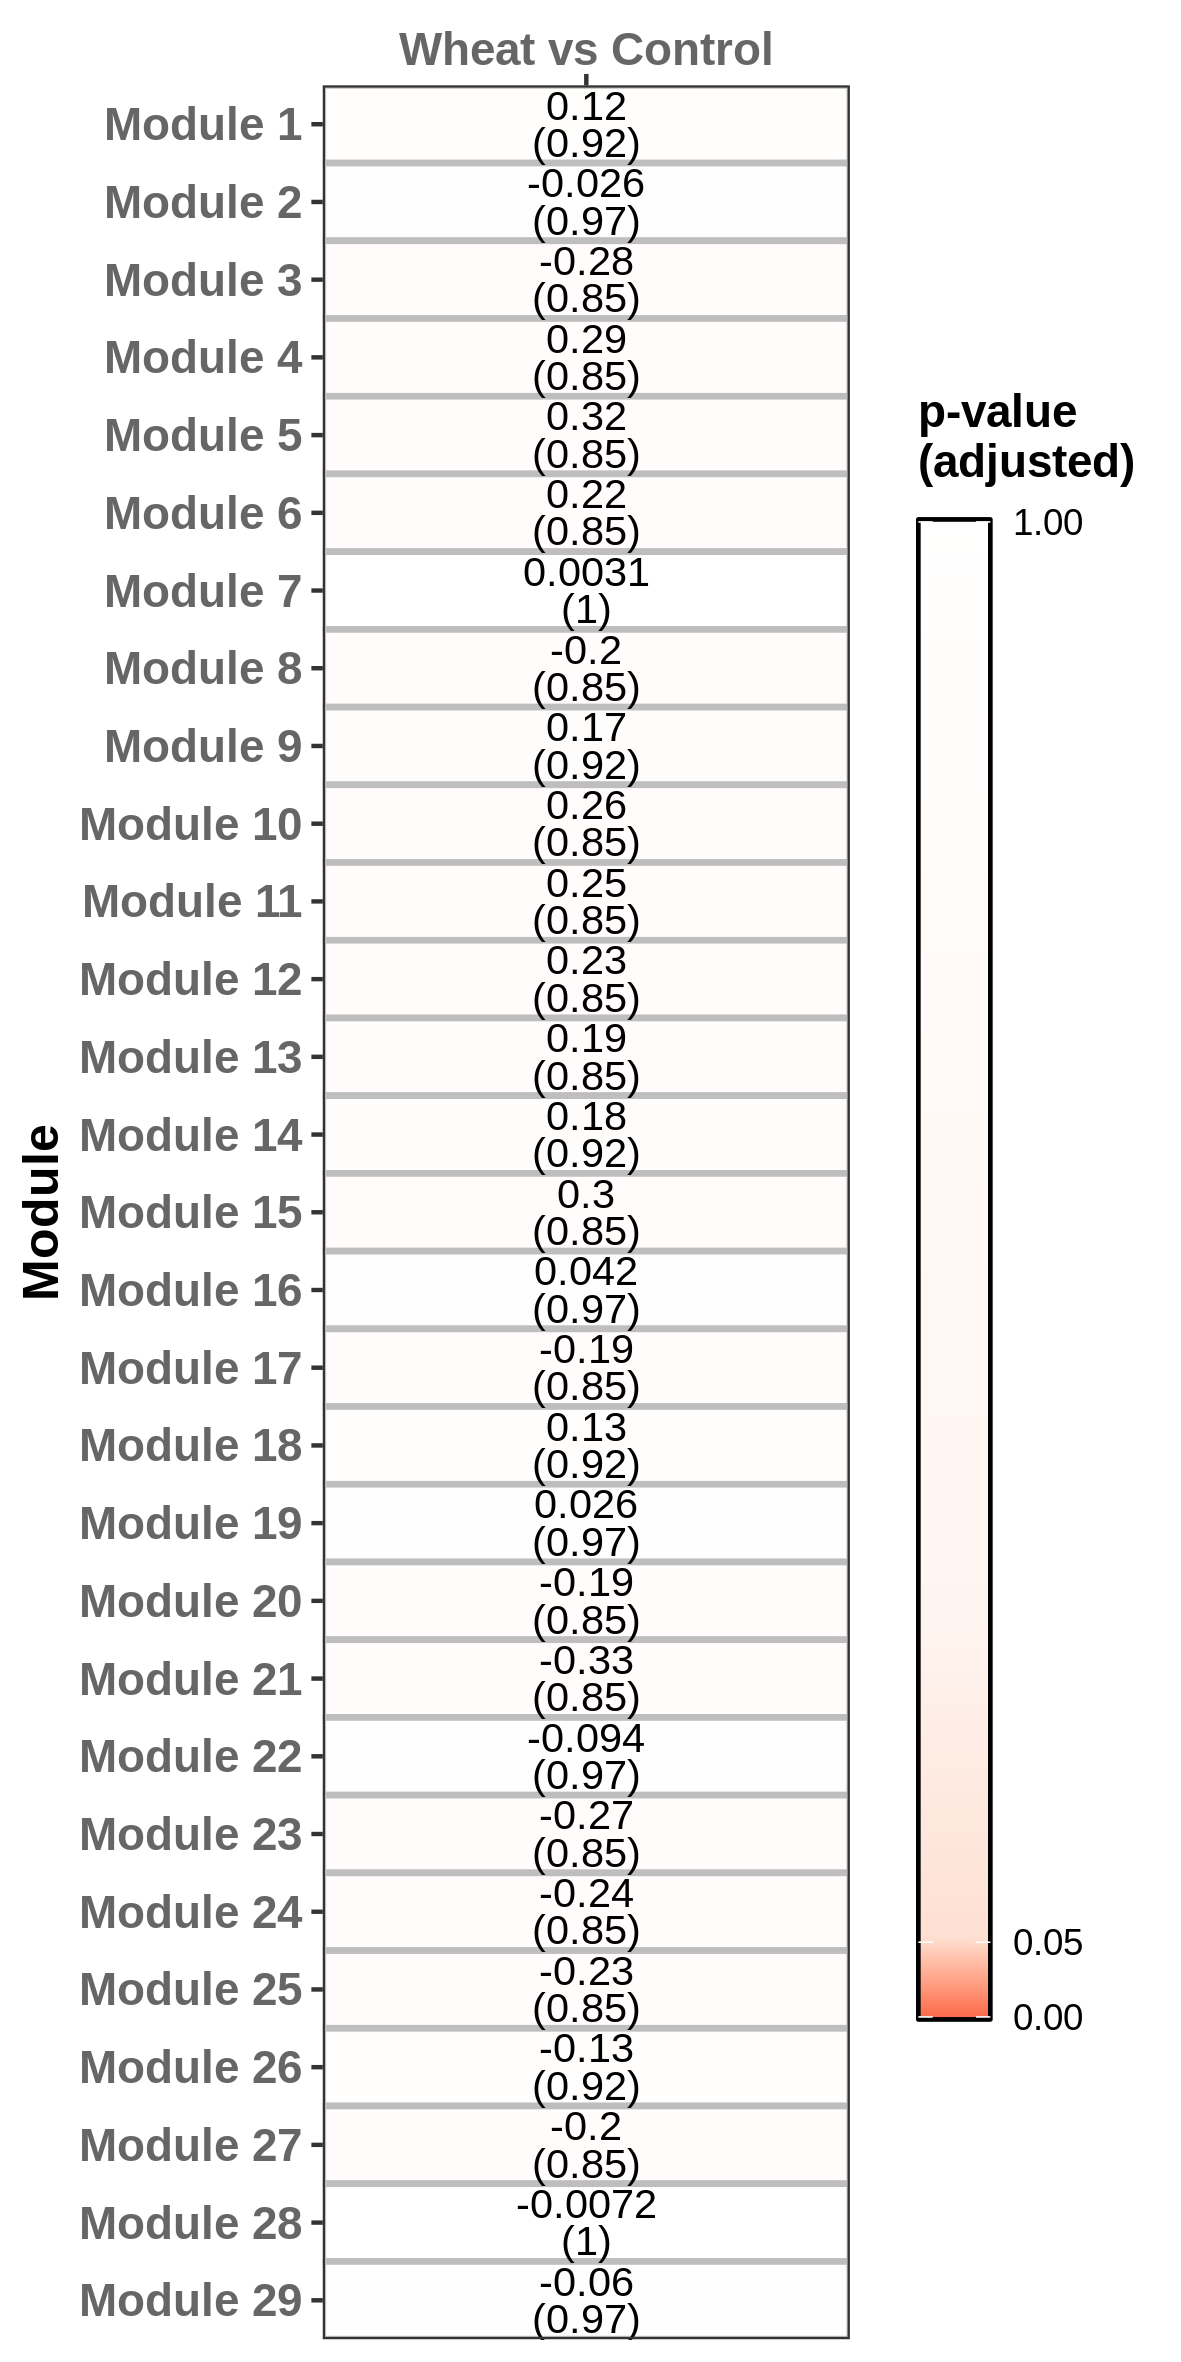 Wheat vs Control
Module 1
0.12
(0.92)
Module 2
-0.026
(0.97)
Module 3
-0.28
(0.85)
Module 4
0.29
(0.85)
Module 5
0.32
(0.85)
Module 6
0.22
(0.85)
Module 7
0.0031
(1)
Module 8
-0.2
(0.85)
Module 9
0.17
(0.92)
Module 10
0.26
(0.85)
Module 11
0.25
(0.85)
Module 12
0.23
(0.85)
Module 13
0.19
(0.85)
Module 14
0.18
(0.92)
Module 15
0.3
(0.85)
Module 16
0.042
(0.97)
Module 17
-0.19
(0.85)
Module 18
0.13
(0.92)
Module 19
0.026
(0.97)
Module 20
-0.19
(0.85)
Module 21
-0.33
(0.85)
Module 22
-0.094
(0.97)
Module 23
-0.27
(0.85)
Module 24
-0.24
(0.85)
Module 25
-0.23
(0.85)
Module 26
-0.13
(0.92)
Module 27
-0.2
(0.85)
Module 28
-0.0072
(1)
Module 29
-0.06
(0.97)
Module
p-value
(adjusted)
1.00
0.05
0.00